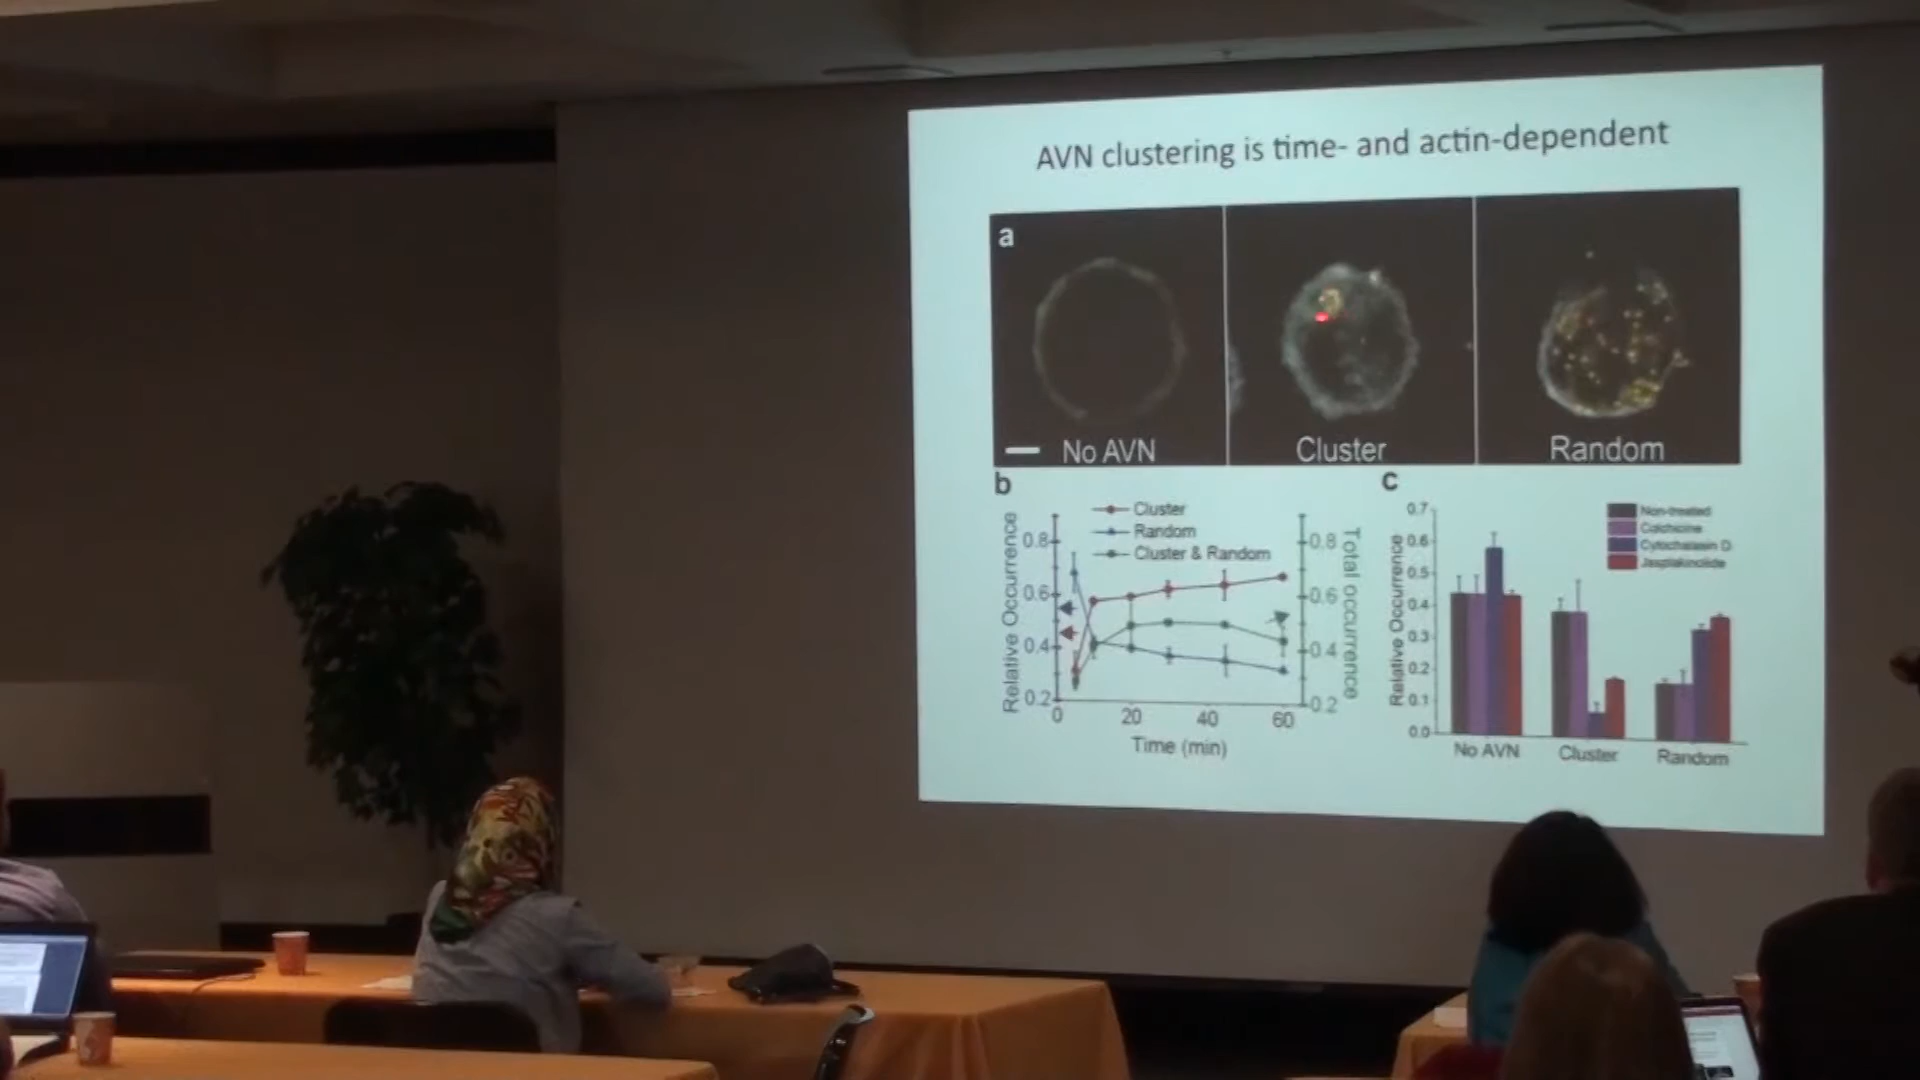 AVN clustering is time- and actin-dependent
a
No AVN
Cluster
Random
b
Cluster
Random
Cluster & Random
Relative Occurrence
0.8
0.6
0.4
0.2
0
20
40
60
Time (min)
0.8
0.6
0.4
0.2
Total occurrence
c
Non-treated
Colchicine
Cytochalasin D
Jasplakinolide
Relative Occurrence
0.7
0.6
0.5
0.4
0.3
0.2
0.1
0.0
No AVN
Cluster
Random